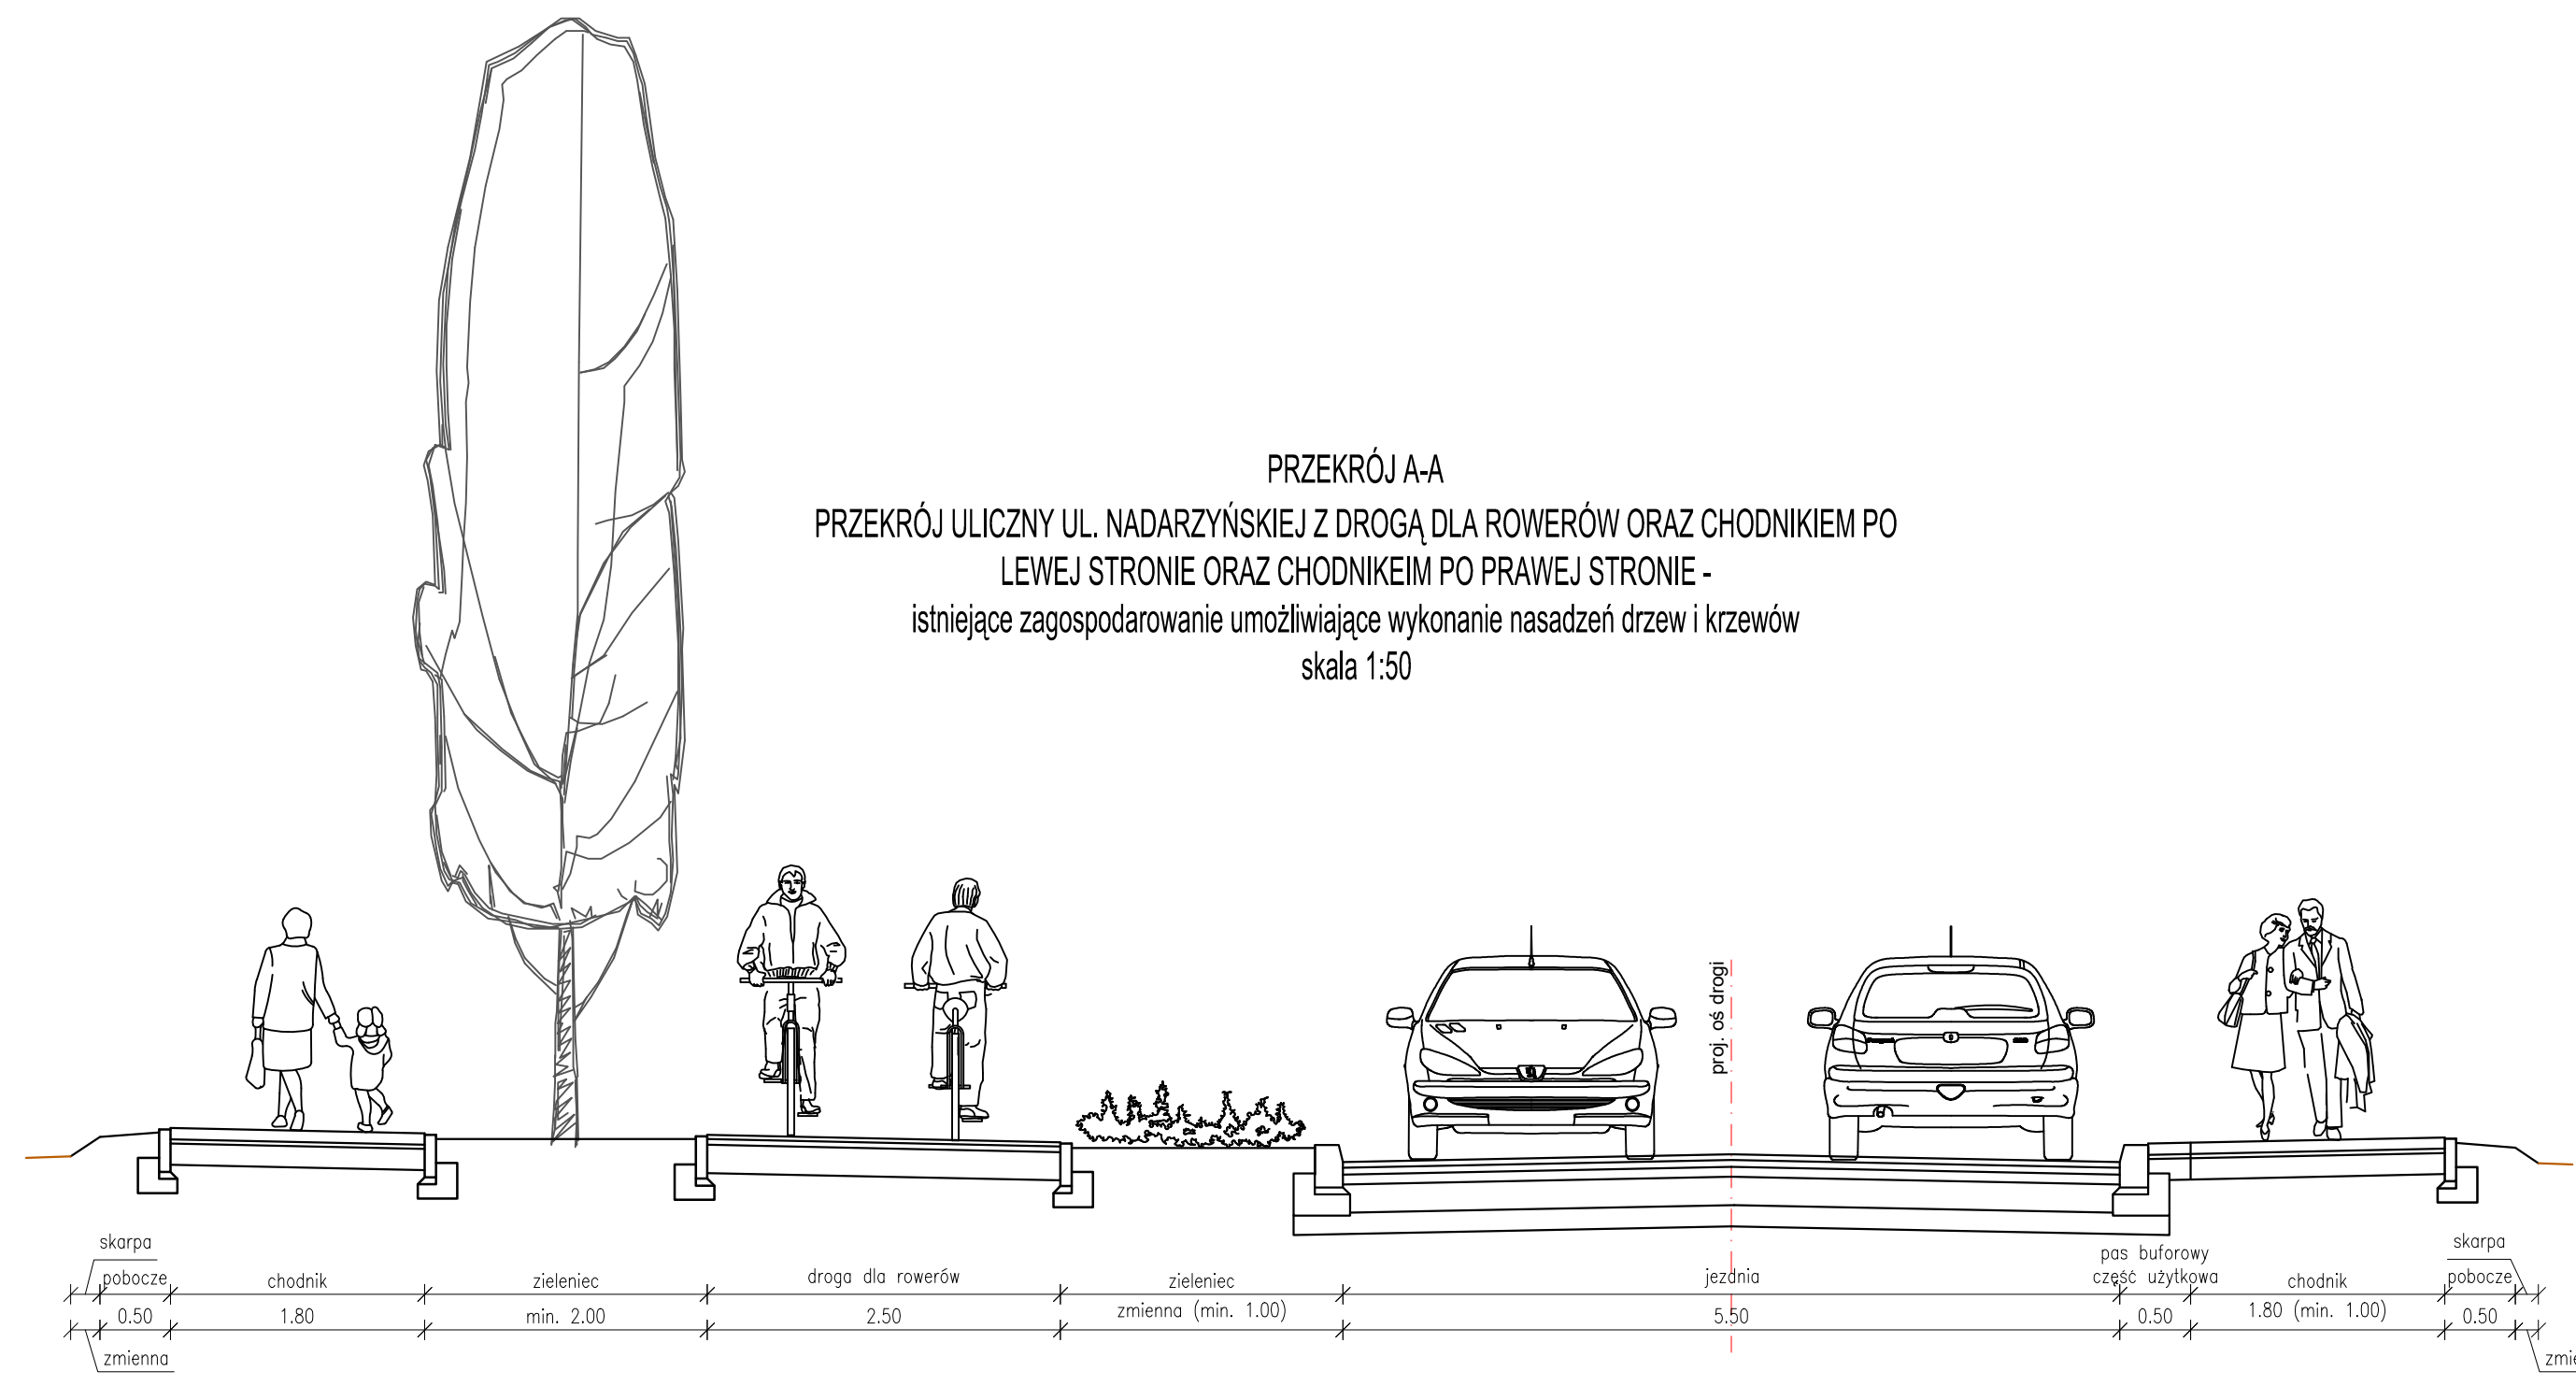 PRZEKRÓJ A-A
PRZEKRÓJ ULICZNY UL. NADARZYŃSKIEJ Z DROGĄ DLA ROWERÓW ORAZ CHODNIKIEM PO
LEWEJ STRONIE ORAZ CHODNIKEIM PO PRAWEJ STRONIE -
istniejące zagospodarowanie umożliwiające wykonanie nasadzeń drzew i krzewów
skala 1:50
proj. oś drogi
skarpa
pobocze
chodnik
zieleniec
droga dla rowerów
zieleniec
jezdnia
pas buforowy
część użytkowa
chodnik
skarpa
pobocze
0.50
1.80
min. 2.00
2.50
zmienna (min. 1.00)
5.50
0.50
1.80 (min. 1.00)
0.50
zmienna